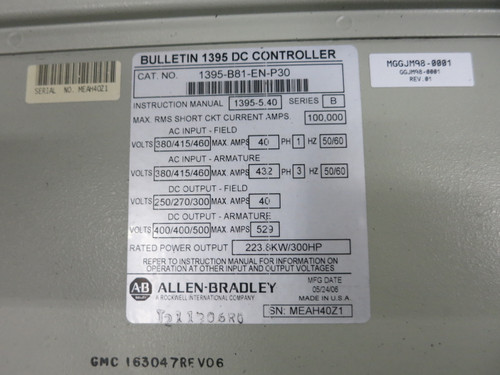 BULLETIN 1395 DC CONTROLLER
CAT. NO. 1395-B81-EN-P30
INSTRUCTION MANUAL 1395-5.40 SERIES B
MAX. RMS SHORT CKT CURRENT AMPS. 100,000
AC INPUT - FIELD
VOLTS 380/415/460 MAX. AMPS 40 PH 1 HZ 50/60
AC INPUT - ARMATURE
VOLTS 380/415/460 MAX. AMPS 432 PH 3 HZ 50/60
DC OUTPUT - FIELD
VOLTS 250/270/300 MAX AMPS 40
DC OUTPUT - ARMATURE
VOLTS 400/400/500 MAX AMPS 529
RATED POWER OUTPUT 223.8KW/300HP
REFER TO INSTRUCTION MANUAL FOR INFORMATION ON
OPERATION AT OTHER INPUT AND OUTPUT VOLTAGES
A-B ALLEN-BRADLEY
A ROCKWELL INTERNATIONAL COMPANY
MFG DATE
05/24/06
MADE IN U.S.A.
SN: MEAH40Z1
SERIAL NO. MEAH40Z1
MGGJM98-0001
GGJM98-0001
REV.01
GMC 163047REV06